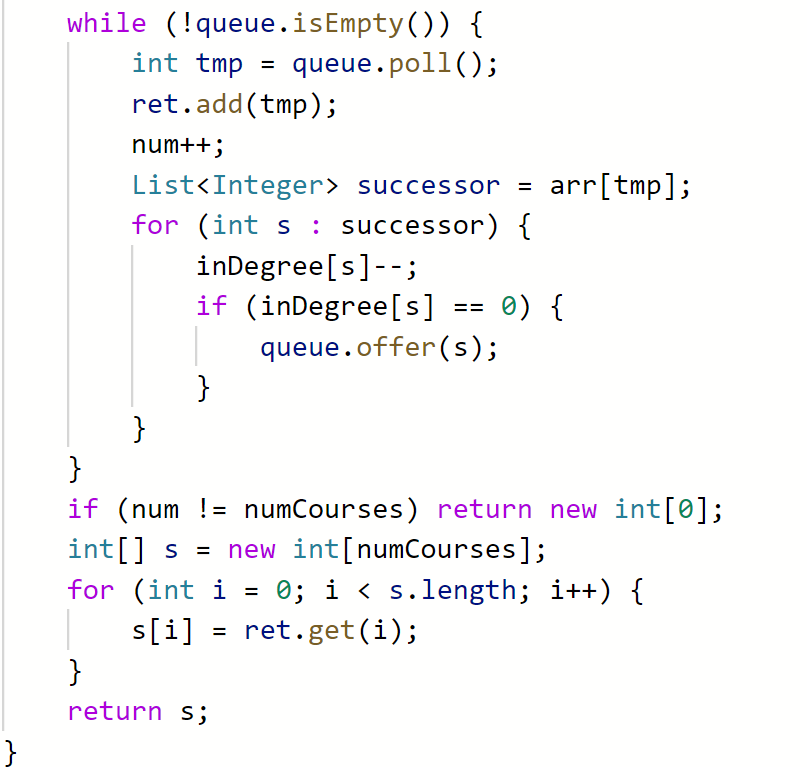 while (!queue.isEmpty()) {
int tmp = queue.poll();
ret.add(tmp);
num++;
List<Integer> successor = arr[tmp];
for (int s : successor) {
inDegree[s]--;
if (inDegree[s] == 0) {
queue.offer(s);
}
}
}
if (num != numCourses) return new int[0];
int[] s = new int[numCourses];
for (int i = 0; i < s.length; i++) {
s[i] = ret.get(i);
}
return s;
}